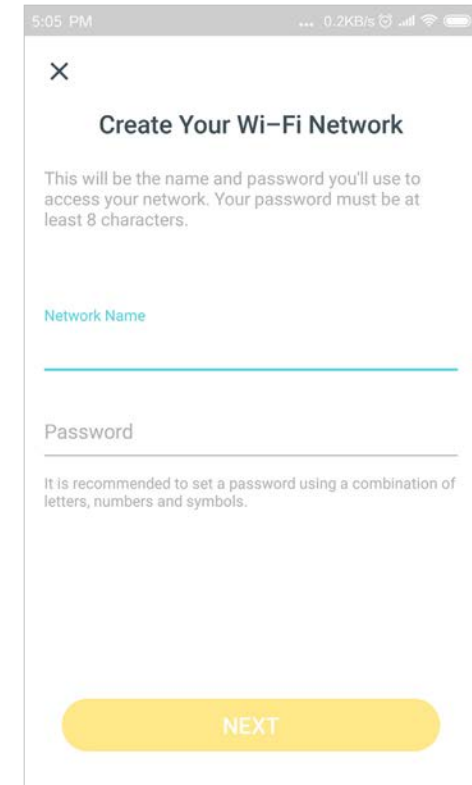 5:05 PM ... 0.2KB/s
Create Your Wi-Fi Network
This will be the name and password you'll use to
access your network. Your password must be at
least 8 characters.
Network Name
Password
It is recommended to set a password using a combination of
letters, numbers and symbols.
NEXT